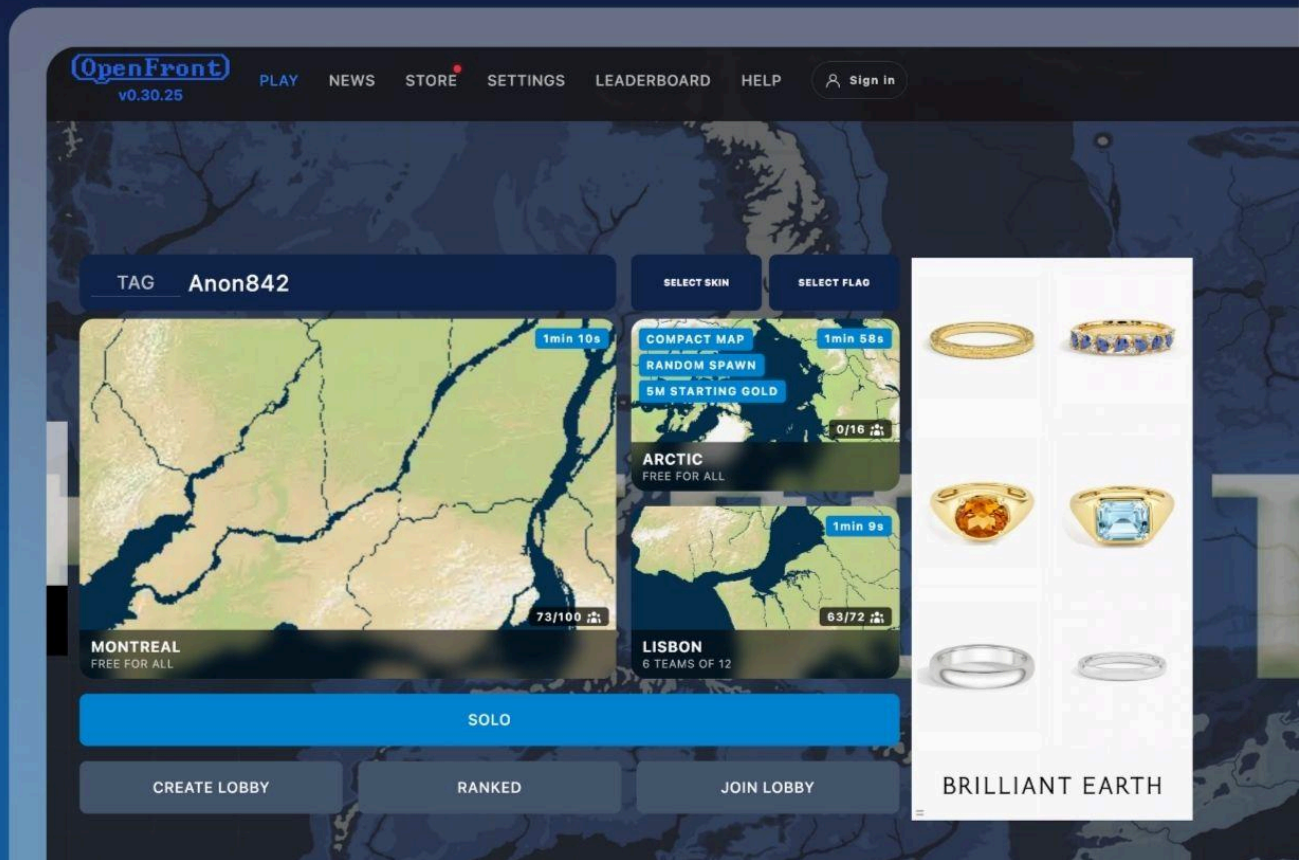 OpenFront
v0.30.25
PLAY
NEWS
STORE
SETTINGS
LEADERBOARD
HELP
Sign in
TAG
Anon842
SELECT SKIN
SELECT FLAG
1min 10s
73/100
MONTREAL
FREE FOR ALL
COMPACT MAP
RANDOM SPAWN
5M STARTING GOLD
1min 58s
0/16
ARCTIC
FREE FOR ALL
1min 9s
63/72
LISBON
6 TEAMS OF 12
SOLO
CREATE LOBBY
RANKED
JOIN LOBBY
BRILLIANT EARTH